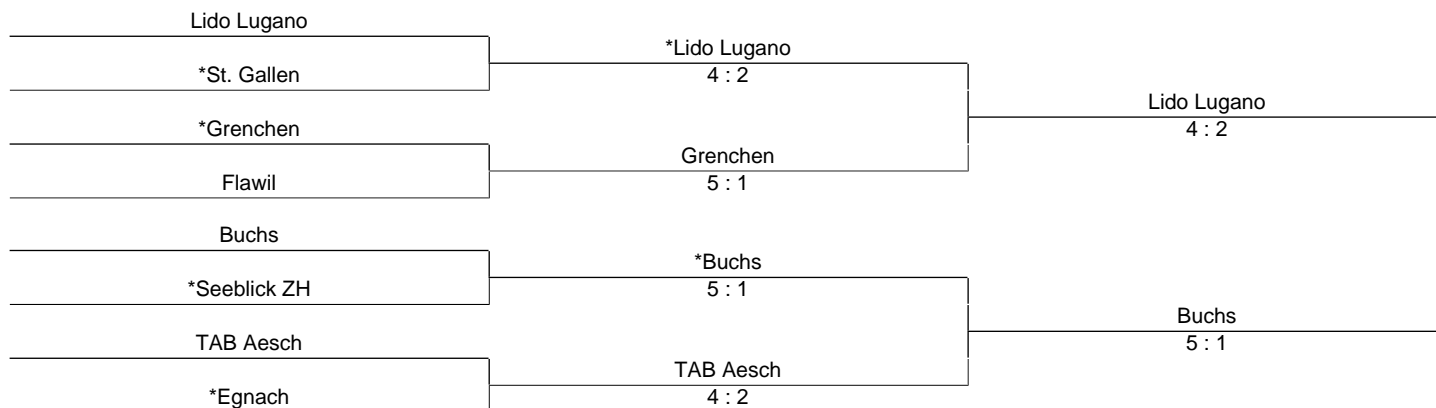 Lido Lugano
*St. Gallen
*Grenchen
Flawil
Buchs
*Seeblick ZH
TAB Aesch
*Egnach
*Lido Lugano
4 : 2
Grenchen
5 : 1
*Buchs
5 : 1
TAB Aesch
4 : 2
Lido Lugano
4 : 2
Buchs
5 : 1